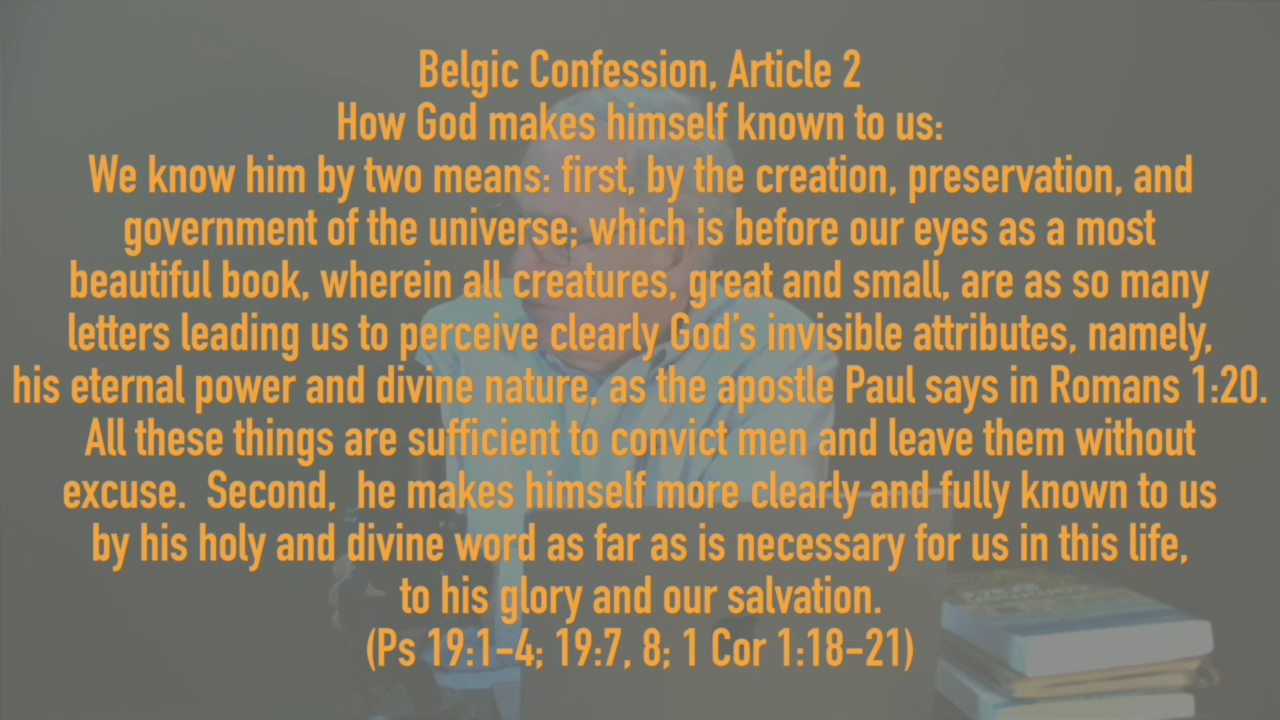 Belgic Confession, Article 2
How God makes himself known to us:
We know him by two means: first, by the creation, preservation, and
government of the universe; which is before our eyes as a most
beautiful book, wherein all creatures, great and small, are as so many
letters leading us to perceive clearly God's invisible attributes, namely,
his eternal power and divine nature, as the apostle Paul says in Romans 1:20.
All these things are sufficient to convict men and leave them without
excuse.  Second,  he makes himself more clearly and fully known to us
by his holy and divine word as far as is necessary for us in this life,
to his glory and our salvation.
(Ps 19:1-4; 19:7, 8; 1 Cor 1:18-21)